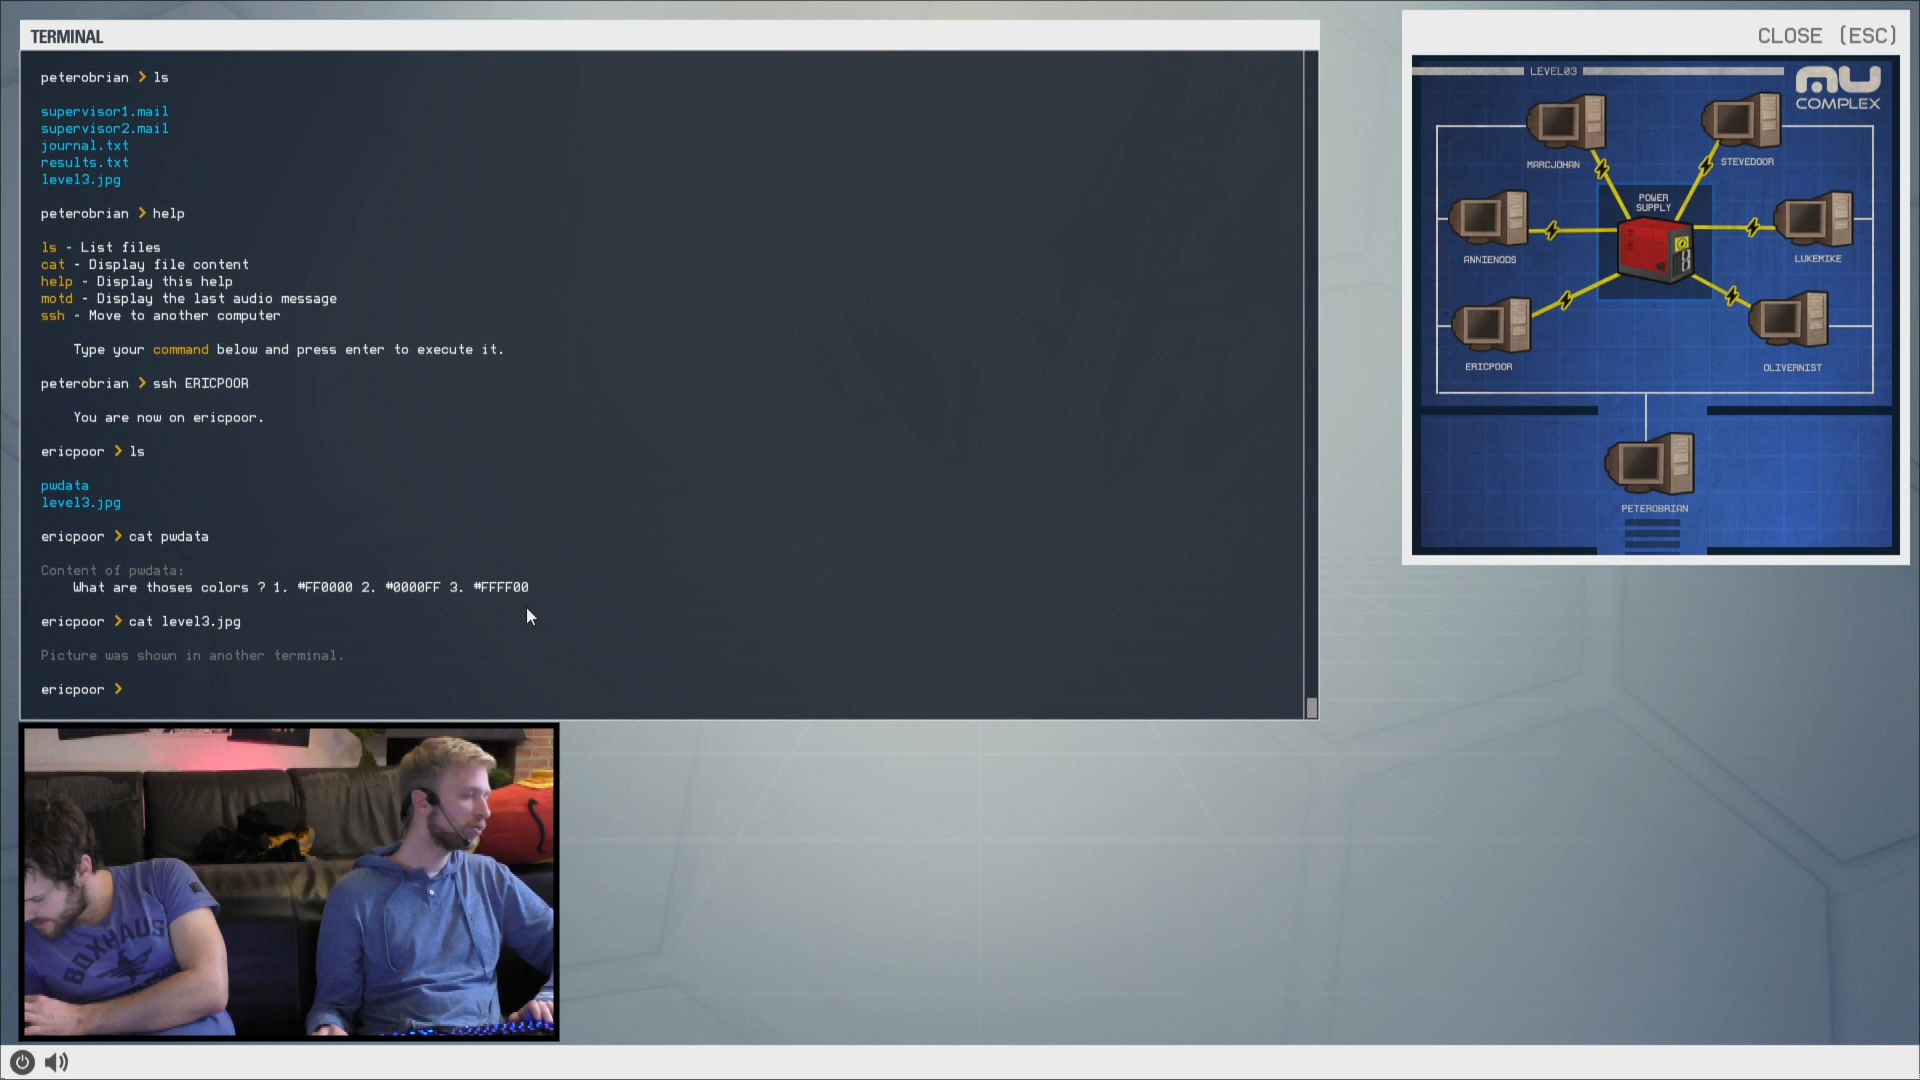 TERMINAL
peterobrian > ls
supervisor1.mail
supervisor2.mail
journal.txt
results.txt
level3.jpg
peterobrian > help
ls - List files
cat - Display file content
help - Display this help
motd - Display the last audio message
ssh - Move to another computer
Type your command below and press enter to execute it.
peterobrian > ssh ERICPOOR
You are now on ericpoor.
ericpoor > ls
pwdata
level3.jpg
ericpoor > cat pwdata
Content of pwdata:
What are thoses colors ? 1. #FF0000 2. #0000FF 3. #FFFF00
ericpoor > cat level3.jpg
Picture was shown in another terminal.
ericpoor >
CLOSE (ESC)
LEVEL03
MU
COMPLEX
MARCJOHAN
STEVEDOOR
POWER
SUPPLY
ANNIENODS
LUKEMIKE
ERICPOOR
OLIVERNIST
PETEROBRIAN
BOXHAUS